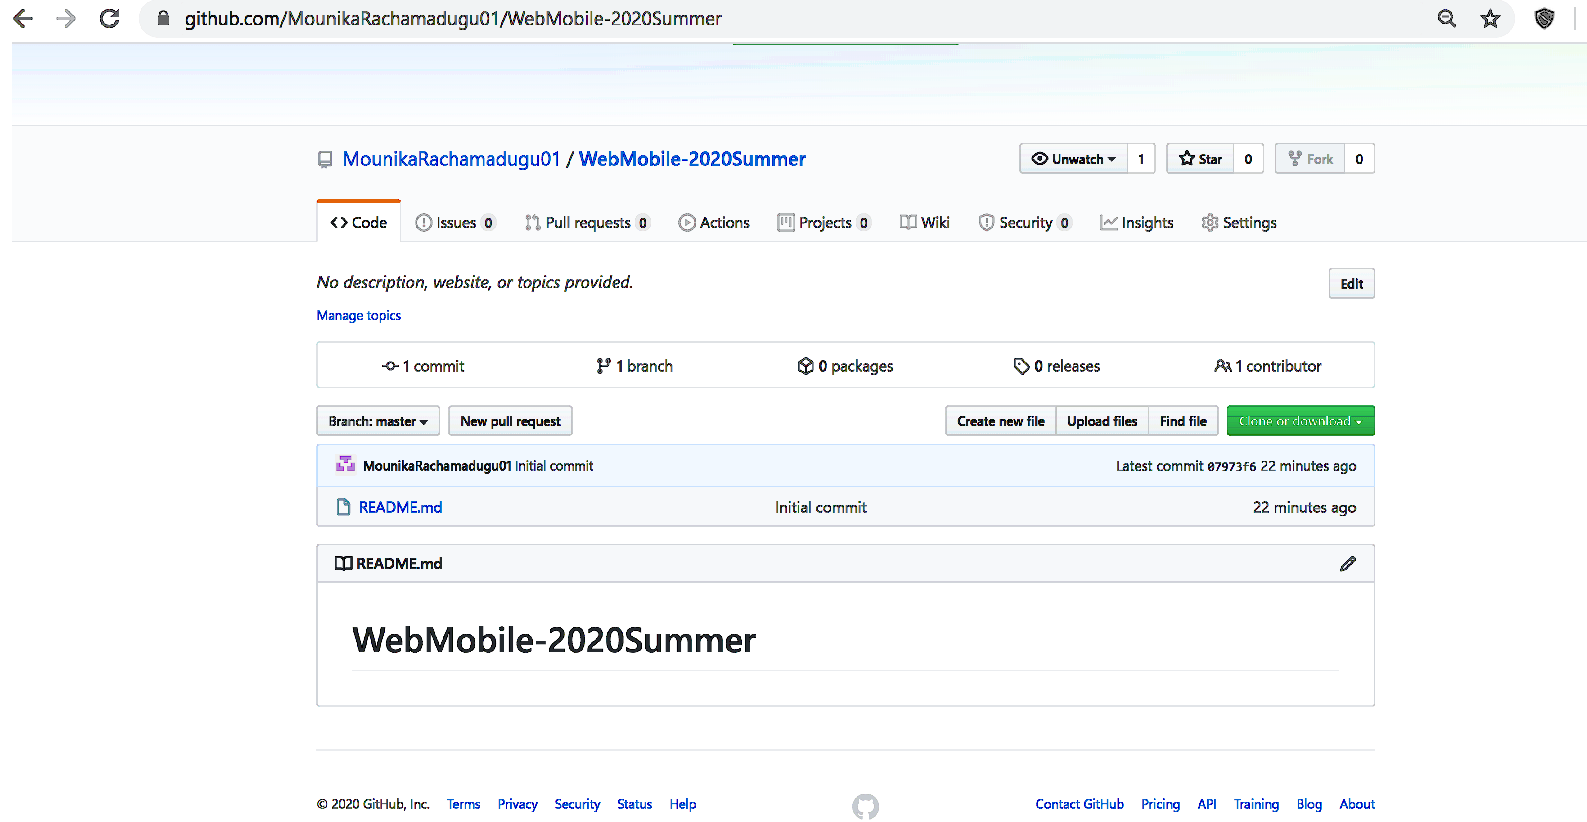 github.com/MounikaRachamadugu01/WebMobile-2020Summer
MounikaRachamadugu01 / WebMobile-2020Summer Unwatch 1 Star 0 Fork 0
Code Issues 0 Pull requests 0 Actions Projects 0 Wiki Security 0 Insights Settings
No description, website, or topics provided. Edit
Manage topics
1 commit 1 branch 0 packages 0 releases 1 contributor
Branch: master New pull request Create new file Upload files Find file Clone or download
MounikaRachamadugu01 Initial commit Latest commit 07973f6 22 minutes ago
README.md Initial commit 22 minutes ago
README.md
WebMobile-2020Summer
© 2020 GitHub, Inc. Terms Privacy Security Status Help Contact GitHub Pricing API Training Blog About